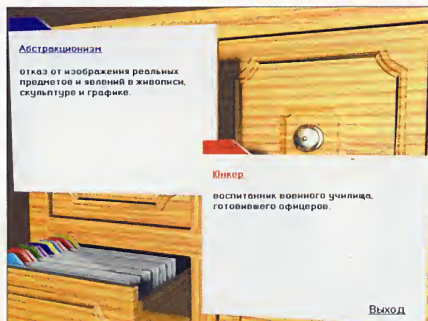 Абстракционизм
отказ от изображения реальных
предметов и явлений в живописи,
скульптуре и графике.
Юнкер
воспитанник военного училища,
готовившего офицеров.
Выход